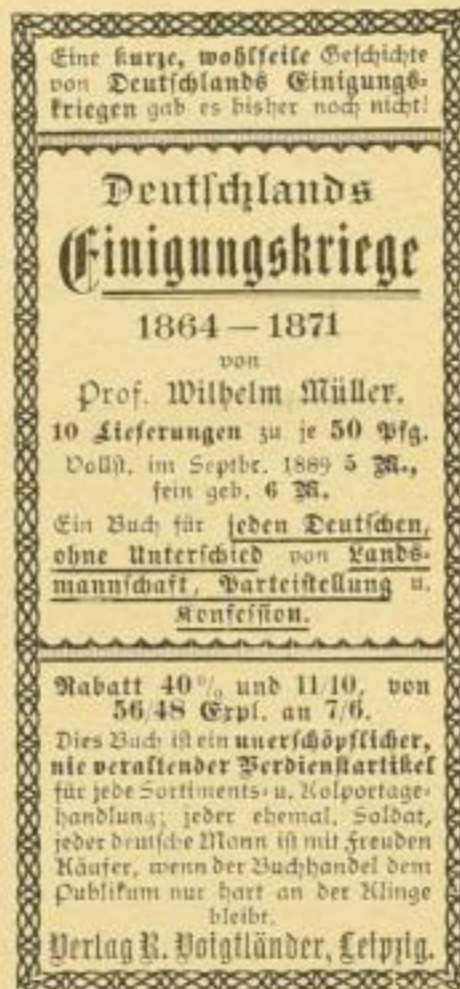 Eine kurze, wohlfeile Geschichte
von Deutschlands Einigungs-
kriegen gab es bisher noch nicht!
Deutschlands
Einigungskriege
1864 — 1871
von
Prof. Wilhelm Müller.
10 Lieferungen zu je 50 Pfg.
Vollst. im Septbr. 1889 5 M.,
fein geb. 6 M.
Ein Buch für jeden Deutschen,
ohne Unterschied von Lands-
mannschaft, Parteistellung u.
Konfession.
Rabatt 40% und 11/10, von
56/48 Expl. an 7/6.
Dies Buch ist ein unerschöpflicher,
nie veraltender Verdienstartikel
für jede Sortiments- u. Kolportage-
handlung; jeder ehemal. Soldat,
jeder deutsche Mann ist mit Freuden
Käufer, wenn der Buchhandel dem
Publikum nur hart an der Klinge
bleibt.
Verlag R. Voigtländer, Leipzig.